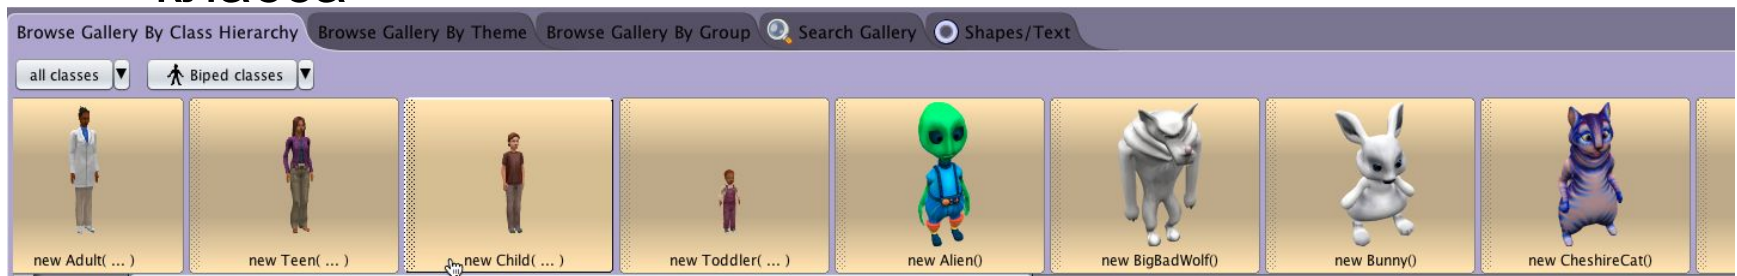 Browse Gallery By Class Hierarchy Browse Gallery By Theme Browse Gallery By Group Search Gallery Shapes/Text
all classes Biped classes
new Adult( ... ) new Teen( ... ) new Child( ... ) new Toddler( ... ) new Alien() new BigBadWolf() new Bunny() new CheshireCat()